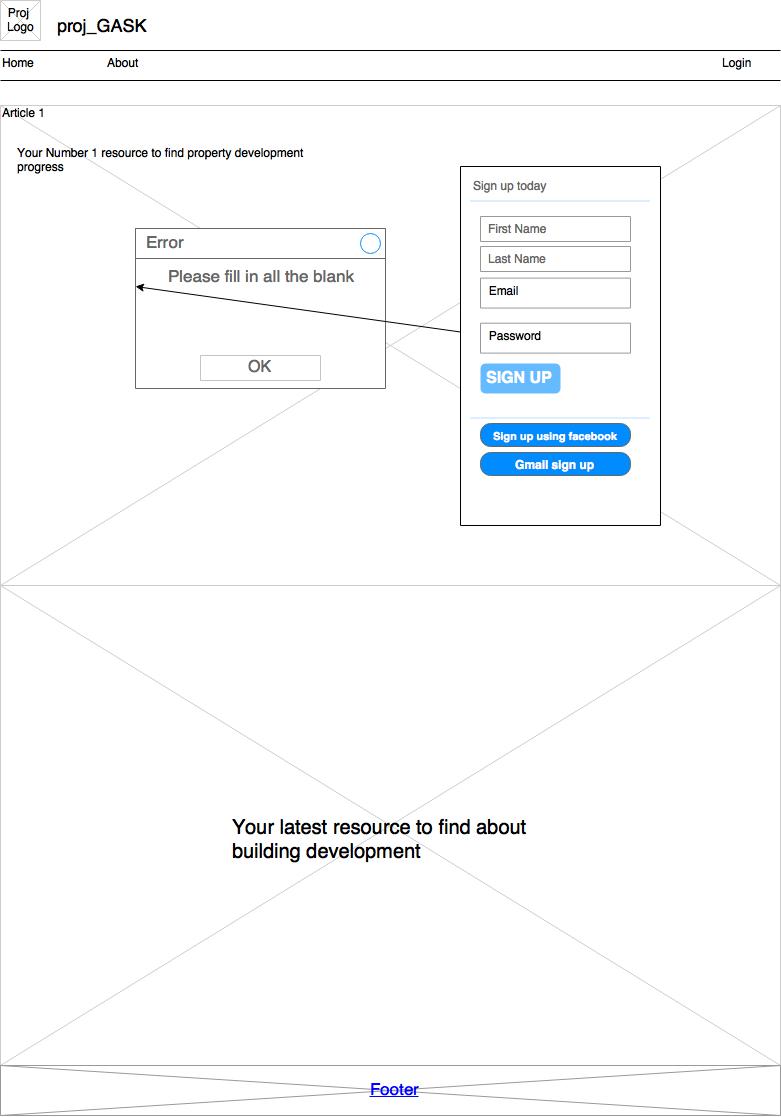 Proj
Logo
proj_GASK
Home
About
Login
Article 1
Your Number 1 resource to find property development
progress
Sign up today
First Name
Last Name
Email
Password
SIGN UP
Sign up using facebook
Gmail sign up
Error
Please fill in all the blank
OK
Your latest resource to find about
building development
Footer